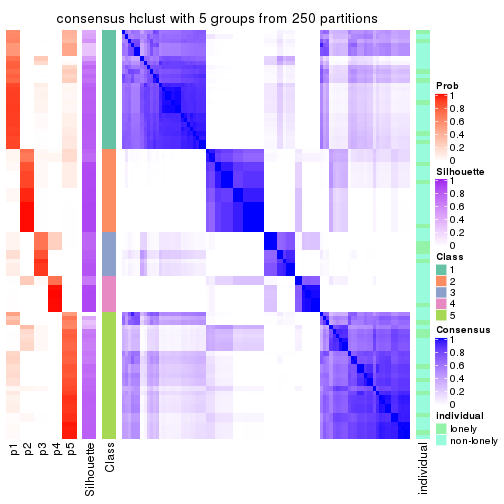 consensus hclust with 5 groups from 250 partitions
Prob
1
0.8
0.6
0.4
0.2
0
Silhouette
1
0.8
0.6
0.4
0.2
0
Class
1
2
3
4
5
Consensus
1
0.8
0.6
0.4
0.2
0
individual
lonely
non-lonely
p1
p2
p3
p4
p5
Silhouette
Class
individual